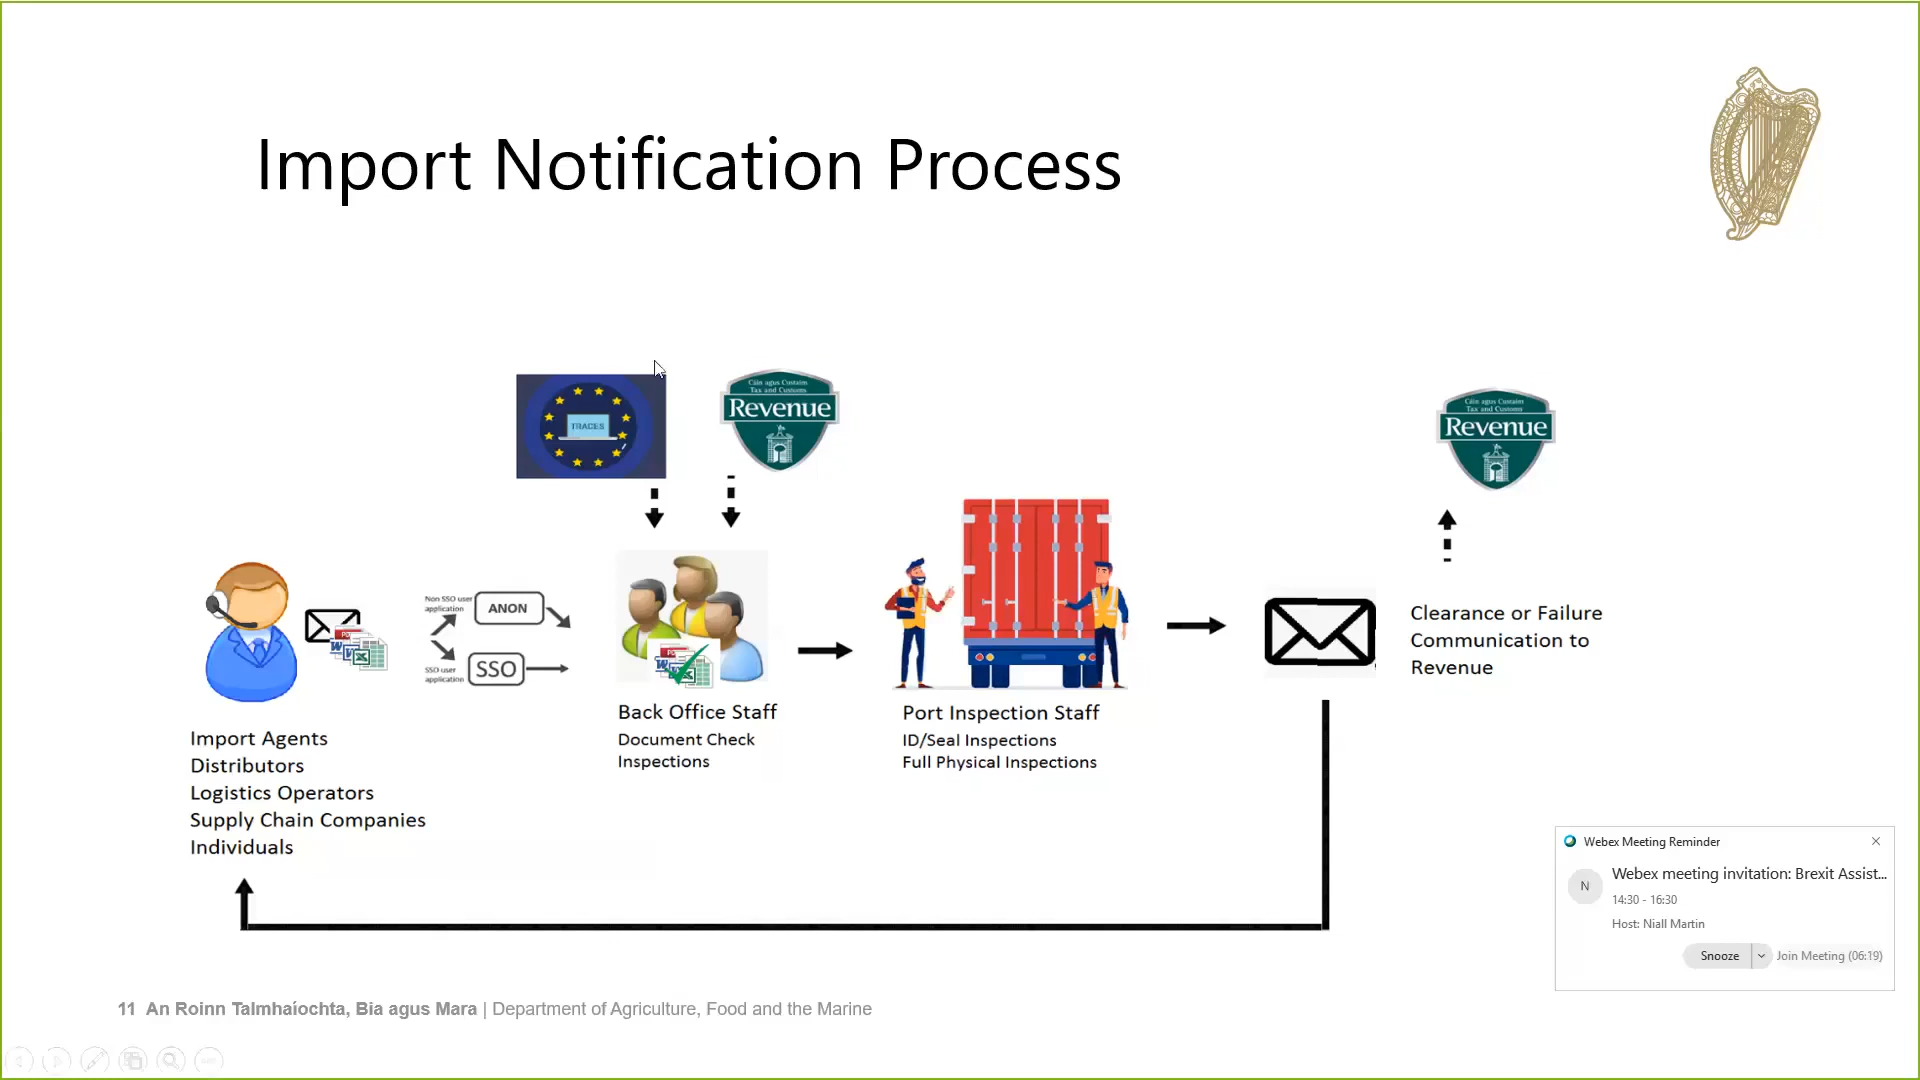 Import Notification Process
TRACES
Cáin agus Custaim
Tax and Customs
Revenue
Cáin agus Custaim
Tax and Customs
Revenue
Non SSO user
application
ANON
SSO user
application
SSO
Import Agents
Distributors
Logistics Operators
Supply Chain Companies
Individuals
Back Office Staff
Document Check
Inspections
Port Inspection Staff
ID/Seal Inspections
Full Physical Inspections
Clearance or Failure
Communication to
Revenue
Webex Meeting Reminder
N
Webex meeting invitation: Brexit Assist...
14:30 - 16:30
Host: Niall Martin
Snooze
Join Meeting (06:19)
11 An Roinn Talmhaíochta, Bia agus Mara | Department of Agriculture, Food and the Marine